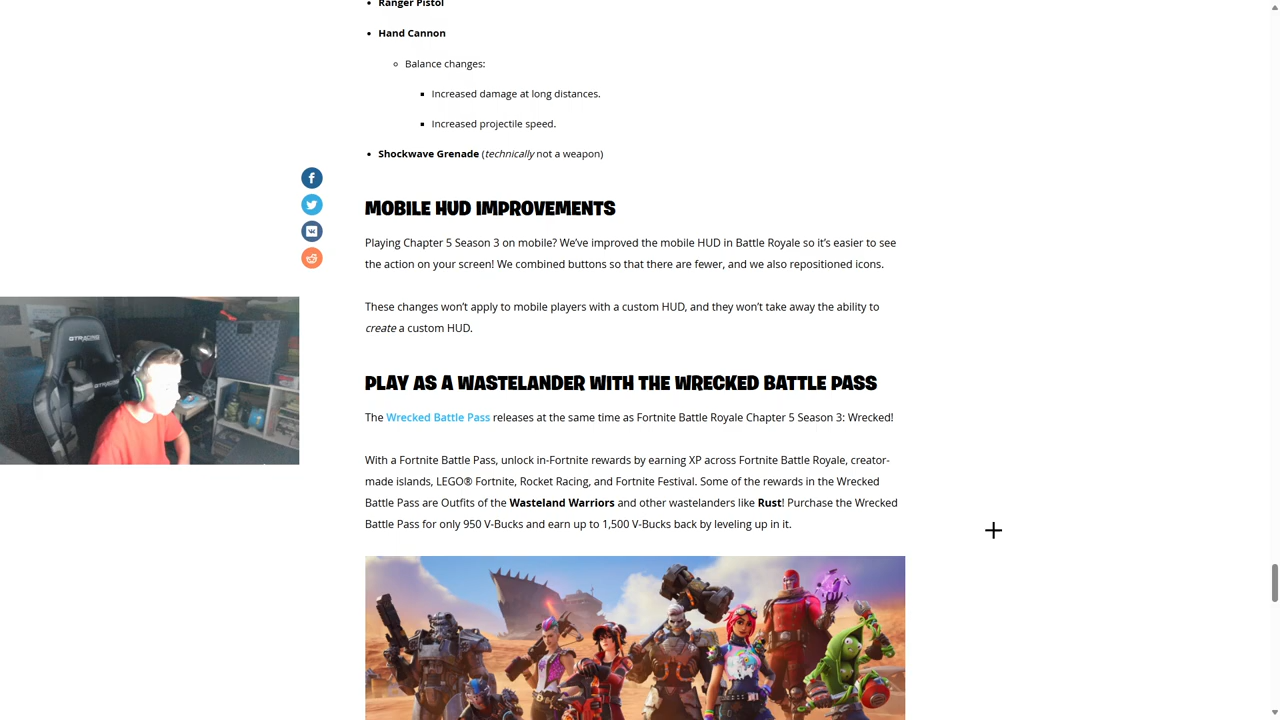 Ranger Pistol
Hand Cannon
Balance changes:
Increased damage at long distances.
Increased projectile speed.
Shockwave Grenade (technically not a weapon)
MOBILE HUD IMPROVEMENTS
Playing Chapter 5 Season 3 on mobile? We’ve improved the mobile HUD in Battle Royale so it’s easier to see
the action on your screen! We combined buttons so that there are fewer, and we also repositioned icons.
These changes won’t apply to mobile players with a custom HUD, and they won’t take away the ability to
create a custom HUD.
PLAY AS A WASTELANDER WITH THE WRECKED BATTLE PASS
The Wrecked Battle Pass releases at the same time as Fortnite Battle Royale Chapter 5 Season 3: Wrecked!
With a Fortnite Battle Pass, unlock in-Fortnite rewards by earning XP across Fortnite Battle Royale, creator-
made islands, LEGO® Fortnite, Rocket Racing, and Fortnite Festival. Some of the rewards in the Wrecked
Battle Pass are Outfits of the Wasteland Warriors and other wastelanders like Rust! Purchase the Wrecked
Battle Pass for only 950 V-Bucks and earn up to 1,500 V-Bucks back by leveling up in it.
GTRACING